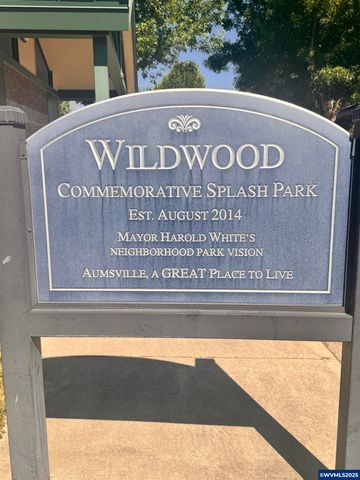 WILDWOOD
COMMEMORATIVE SPLASH PARK
EST. AUGUST 2014
MAYOR HAROLD WHITE'S
NEIGHBORHOOD PARK VISION
AUMSVILLE, A GREAT PLACE TO LIVE
©WVMLS2025